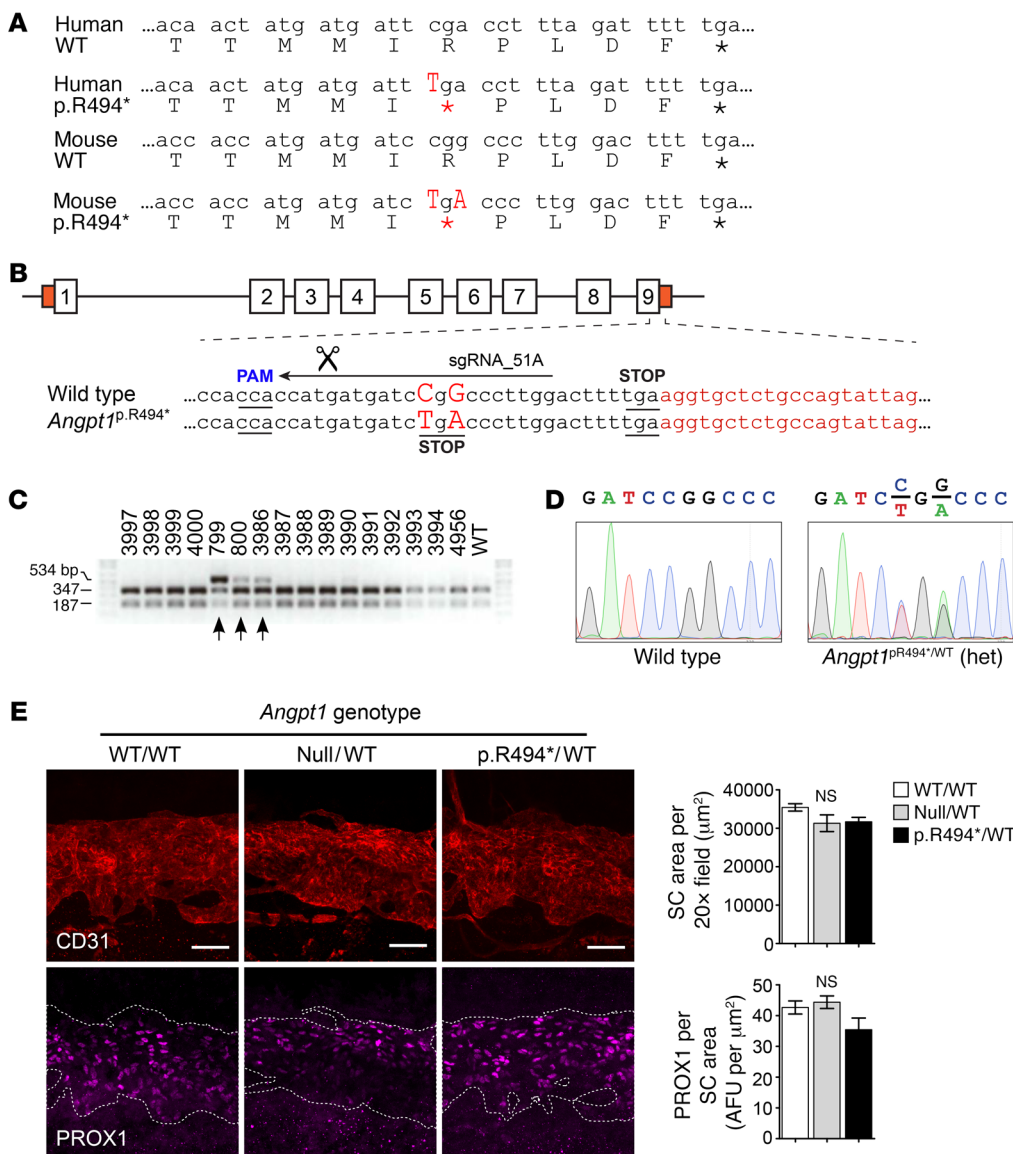 A
Human ...aca act atg atg att cga cct tta gat ttt tga...
WT T T M M I R P L D F *
Human ...aca act atg atg att Tga cct tta gat ttt tga...
p.R494* T T M M I * P L D F *
Mouse ...acc acc atg atg atc cgg ccc ttg gac ttt tga...
WT T T M M I R P L D F *
Mouse ...acc acc atg atg atc TgA ccc ttg gac ttt tga...
p.R494* T T M M I * P L D F *
B
1 2 3 4 5 6 7 8 9
sgRNA_51A
PAM STOP
Wild type ...ccaccaccatgatgatcCgGcccttggacttttgaaggtgctctgccagtattag...
Angpt1p.R494* ...ccaccaccatgatgatcTgAcccttggacttttgaaggtgctctgccagtattag...
STOP
C
3997 3998 3999 4000 799 800 3986 3987 3988 3989 3990 3991 3992 3993 3994 4956 WT
534 bp
347
187
D
G A T C C G G C C C
G A T C C/T G G/A C C C
Wild type
Angpt1pR494*/WT (het)
E
Angpt1 genotype
WT/WT Null/WT p.R494*/WT
CD31
PROX1
SC area per 20× field (µm²)
40000
30000
20000
10000
0
NS
WT/WT
Null/WT
p.R494*/WT
PROX1 per SC area (AFU per µm²)
50
40
30
20
10
0
NS